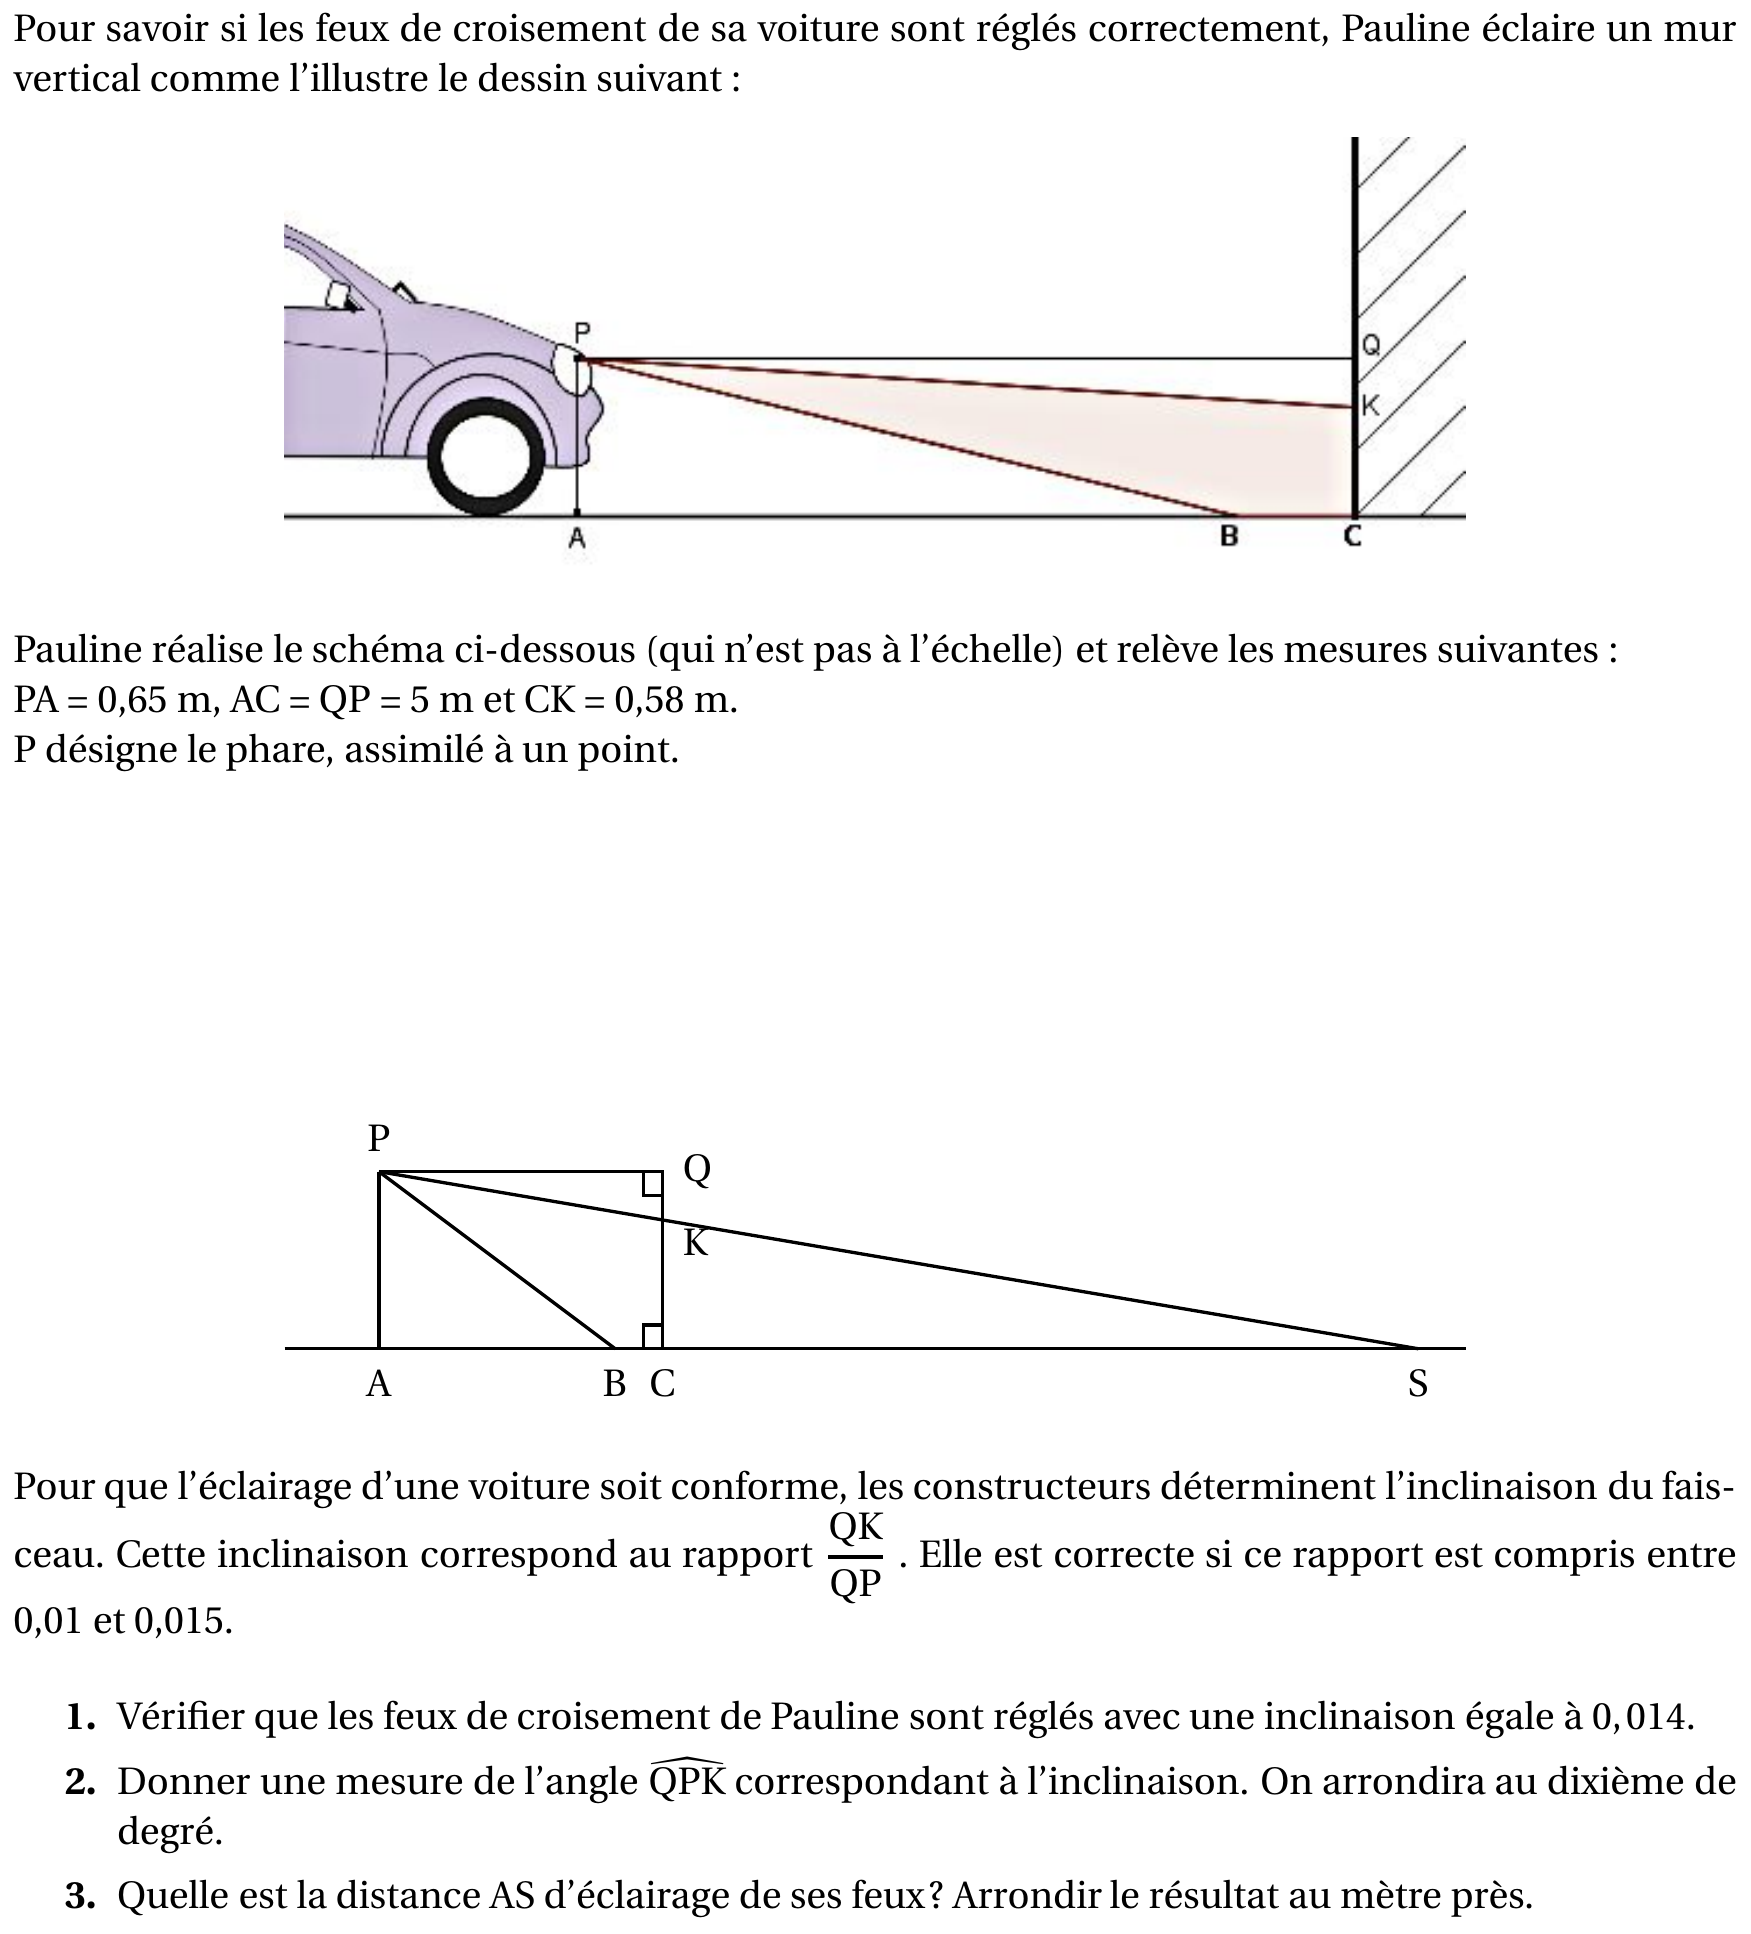 Pour savoir si les feux de croisement de sa voiture sont réglés correctement, Pauline éclaire un mur
vertical comme l'illustre le dessin suivant :
P
Q
K
A
B
C
Pauline réalise le schéma ci-dessous (qui n'est pas à l'échelle) et relève les mesures suivantes :
PA = 0,65 m, AC = QP = 5 m et CK = 0,58 m.
P désigne le phare, assimilé à un point.
P
Q
K
A
B
C
S
Pour que l'éclairage d'une voiture soit conforme, les constructeurs déterminent l'inclinaison du fais-
ceau. Cette inclinaison correspond au rapport QK/QP . Elle est correcte si ce rapport est compris entre
0,01 et 0,015.
1. Vérifier que les feux de croisement de Pauline sont réglés avec une inclinaison égale à 0,014.
2. Donner une mesure de l'angle QPK correspondant à l'inclinaison. On arrondira au dixième de
degré.
3. Quelle est la distance AS d'éclairage de ses feux? Arrondir le résultat au mètre près.